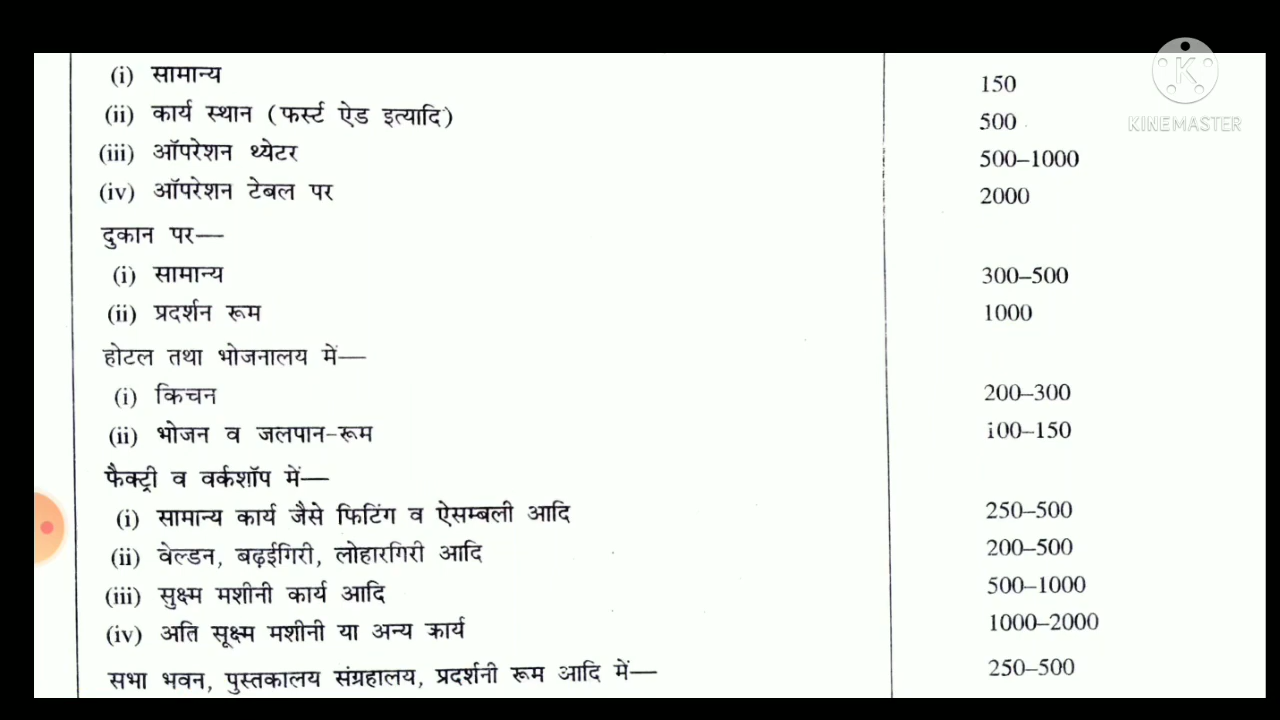 (i) सामान्य 150
(ii) कार्य स्थान (फर्स्ट ऐड इत्यादि) 500
(iii) ऑपरेशन थ्येटर 500–1000
(iv) ऑपरेशन टेबल पर 2000
दुकान पर—
(i) सामान्य 300–500
(ii) प्रदर्शन रूम 1000
होटल तथा भोजनालय में—
(i) किचन 200–300
(ii) भोजन व जलपान-रूम 100–150
फैक्ट्री व वर्कशॉप में—
(i) सामान्य कार्य जैसे फिटिंग व ऐसम्बली आदि 250–500
(ii) वेल्डन, बढ़ईगिरी, लोहारगिरी आदि 200–500
(iii) सुक्ष्म मशीनी कार्य आदि 500–1000
(iv) अति सूक्ष्म मशीनी या अन्य कार्य 1000–2000
सभा भवन, पुस्तकालय संग्रहालय, प्रदर्शनी रूम आदि में— 250–500
K
KINEMASTER